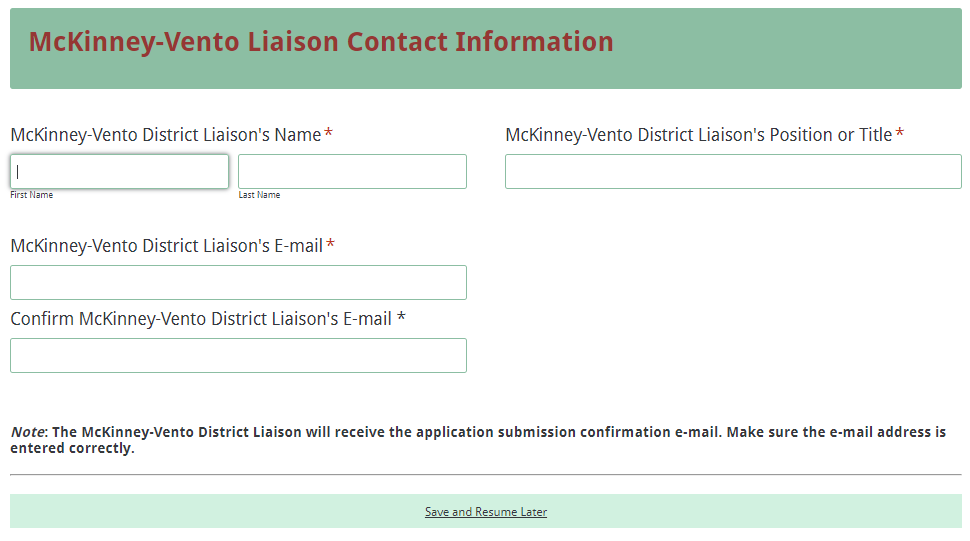 McKinney-Vento Liaison Contact Information
McKinney-Vento District Liaison's Name *
McKinney-Vento District Liaison's Position or Title *
First Name
Last Name
McKinney-Vento District Liaison's E-mail *
Confirm McKinney-Vento District Liaison's E-mail *
Note: The McKinney-Vento District Liaison will receive the application submission confirmation e-mail. Make sure the e-mail address is
entered correctly.
Save and Resume Later